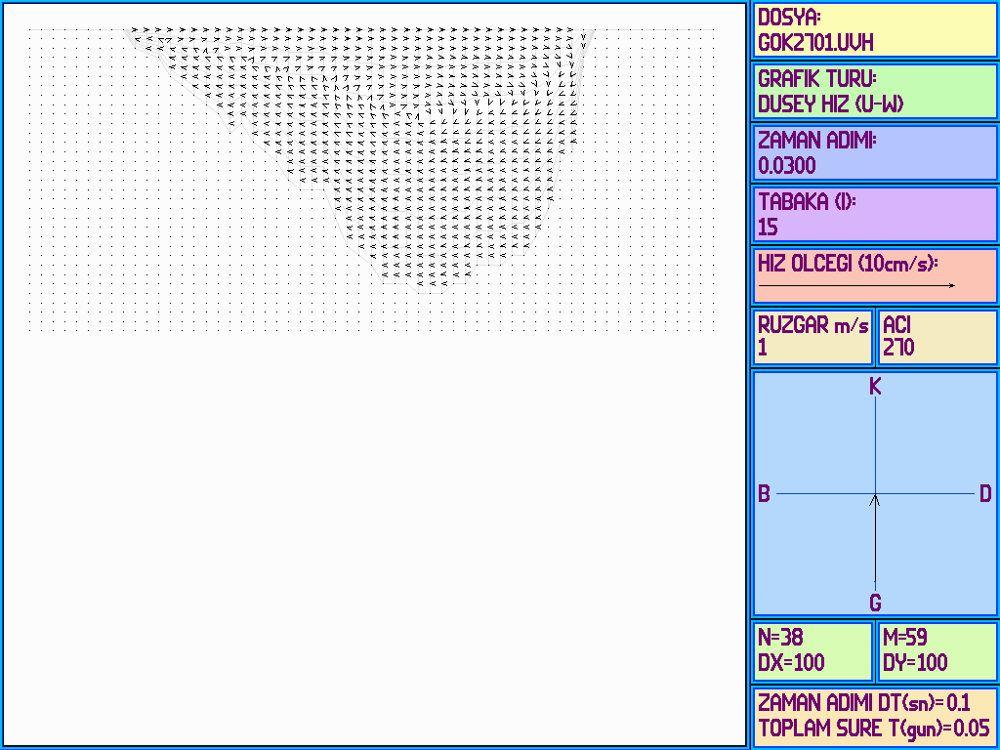 DOSYA:
GOK2701.UVH
GRAFIK TURU:
DUSEY HIZ (U-W)
ZAMAN ADIMI:
0.0300
TABAKA (I):
15
HIZ OLCEGI (10cm/s):
RUZGAR m/s
1
ACI
270
K
B
D
G
N=38
DX=100
M=59
DY=100
ZAMAN ADIMI DT(sn)=0.1
TOPLAM SURE T(gun)=0.05